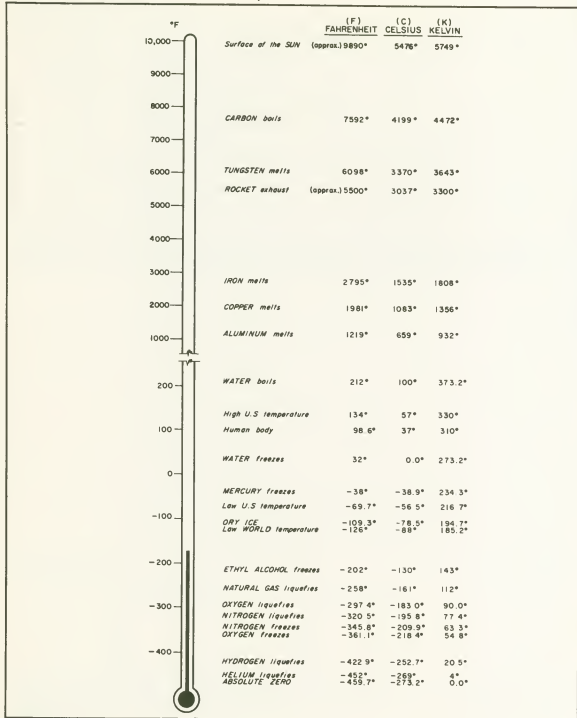 °F
(F) (C) (K)
FAHRENHEIT CELSIUS KELVIN
10,000
Surface of the SUN (approx.) 9890° 5476° 5749°
9000
8000
CARBON boils 7592° 4199° 4472°
7000
TUNGSTEN melts 6098° 3370° 3643°
6000
ROCKET exhaust (approx.) 5500° 3037° 3300°
5000
4000
3000
IRON melts 2795° 1535° 1808°
2000
COPPER melts 1981° 1083° 1356°
ALUMINUM melts 1219° 659° 932°
1000
WATER boils 212° 100° 373.2°
200
High U.S temperature 134° 57° 330°
100
Human body 98.6° 37° 310°
WATER freezes 32° 0.0° 273.2°
0
MERCURY freezes -38° -38.9° 234 3°
Low U.S temperature -69.7° -56 5° 216 7°
-100
DRY ICE -109.3° -78.5° 194.7°
Low WORLD temperature -126° -88° 185.2°
-200
ETHYL ALCOHOL freezes -202° -130° 143°
NATURAL GAS liquefies -258° -161° 112°
-300
OXYGEN liquefies -297 4° -183 0° 90.0°
NITROGEN liquefies -320 5° -195 8° 77 4°
NITROGEN freezes -345.8° -209.9° 63 3°
OXYGEN freezes -361.1° -218 4° 54 8°
-400
HYDROGEN liquefies -422 9° -252.7° 20 5°
HELIUM liquefies -452° -269° 4°
ABSOLUTE ZERO -459.7° -273.2° 0.0°